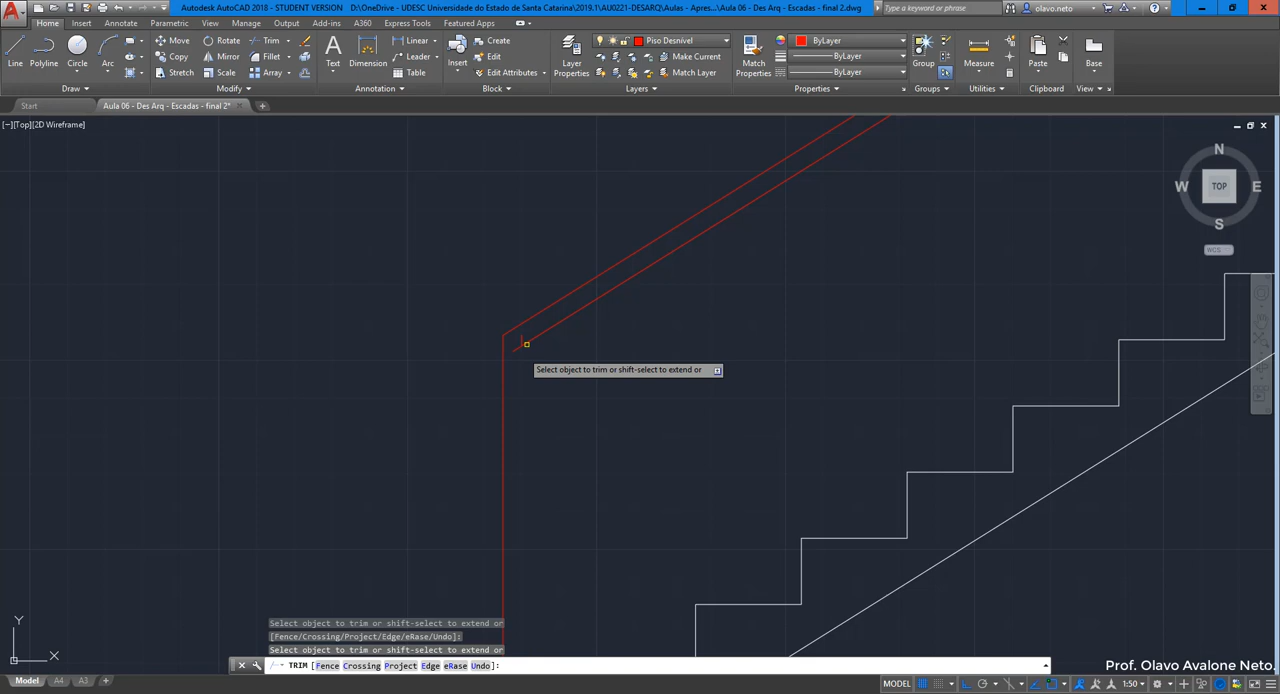 Autodesk AutoCAD 2018 - STUDENT VERSION D:\OneDrive - UDESC Universidade do Estado de Santa Catarina\2019.1\AU0221-DESARQ\Aulas - Apres...\Aula 06 - Des Arq - Escadas - final 2.dwg Type a keyword or phrase olavo.neto
Home Insert Annotate Parametric View Manage Output Add-ins A360 Express Tools Featured Apps
Line Polyline Circle Arc Move Rotate Trim Text Dimension Linear Insert Create Layer Properties Piso Desnível Match Properties ByLayer Group Measure Paste Base
Copy Mirror Fillet Leader Edit Make Current ByLayer
Stretch Scale Array Table Edit Attributes Match Layer ByLayer
Draw Modify Annotation Block Layers Properties Groups Utilities Clipboard View
Start Aula 06 - Des Arq - Escadas - final 2*
[−][Top][2D Wireframe]
N
W TOP E
S
WCS
Select object to trim or shift-select to extend or
Y
X
Select object to trim or shift-select to extend or
[Fence/Crossing/Project/Edge/eRase/Undo]:
Select object to trim or shift-select to extend or
TRIM [Fence Crossing Project Edge eRase Undo]:
Prof. Olavo Avalone Neto.
Model A4 A3 MODEL 1:50